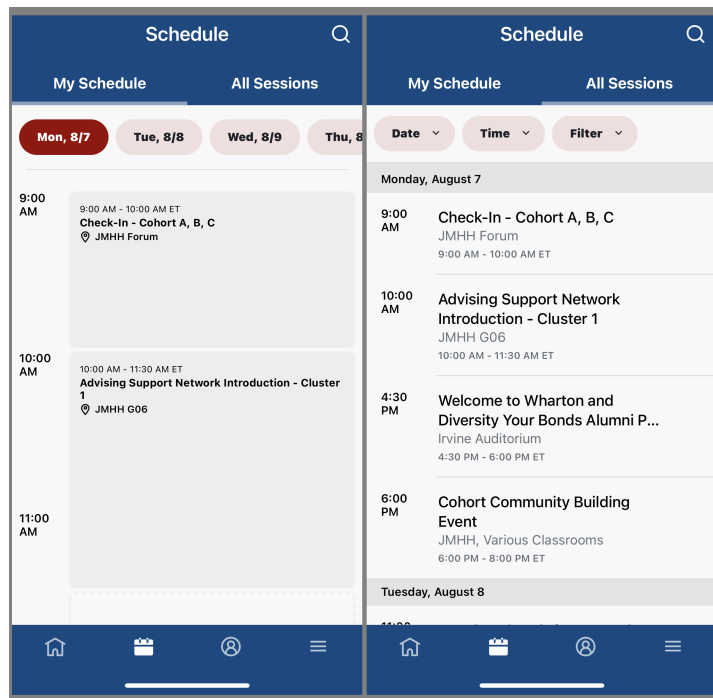 Schedule
My Schedule
All Sessions
Mon, 8/7
Tue, 8/8
Wed, 8/9
Thu, 8
9:00
AM
9:00 AM - 10:00 AM ET
Check-In - Cohort A, B, C
JMHH Forum
10:00
AM
10:00 AM - 11:30 AM ET
Advising Support Network Introduction - Cluster
1
JMHH G06
11:00
AM
Schedule
My Schedule
All Sessions
Date
Time
Filter
Monday, August 7
9:00
AM
Check-In - Cohort A, B, C
JMHH Forum
9:00 AM - 10:00 AM ET
10:00
AM
Advising Support Network
Introduction - Cluster 1
JMHH G06
10:00 AM - 11:30 AM ET
4:30
PM
Welcome to Wharton and
Diversity Your Bonds Alumni P...
Irvine Auditorium
4:30 PM - 6:00 PM ET
6:00
PM
Cohort Community Building
Event
JMHH, Various Classrooms
6:00 PM - 8:00 PM ET
Tuesday, August 8